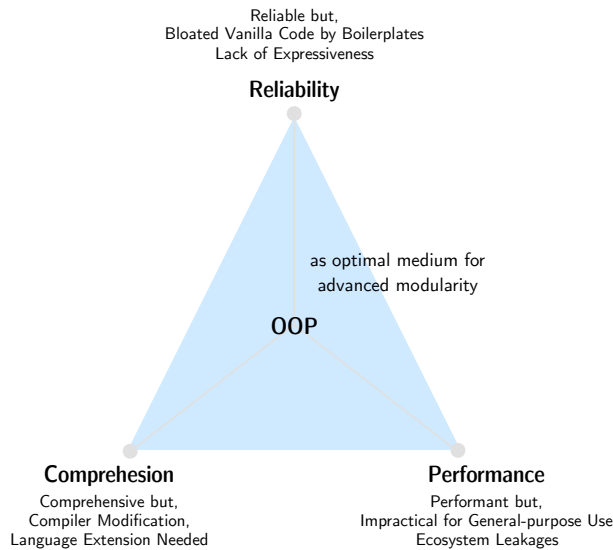 Reliable but,
Bloated Vanilla Code by Boilerplates
Lack of Expressiveness
Reliability
as optimal medium for
advanced modularity
OOP
Comprehesion
Comprehensive but,
Compiler Modification,
Language Extension Needed
Performance
Performant but,
Impractical for General-purpose Use
Ecosystem Leakages